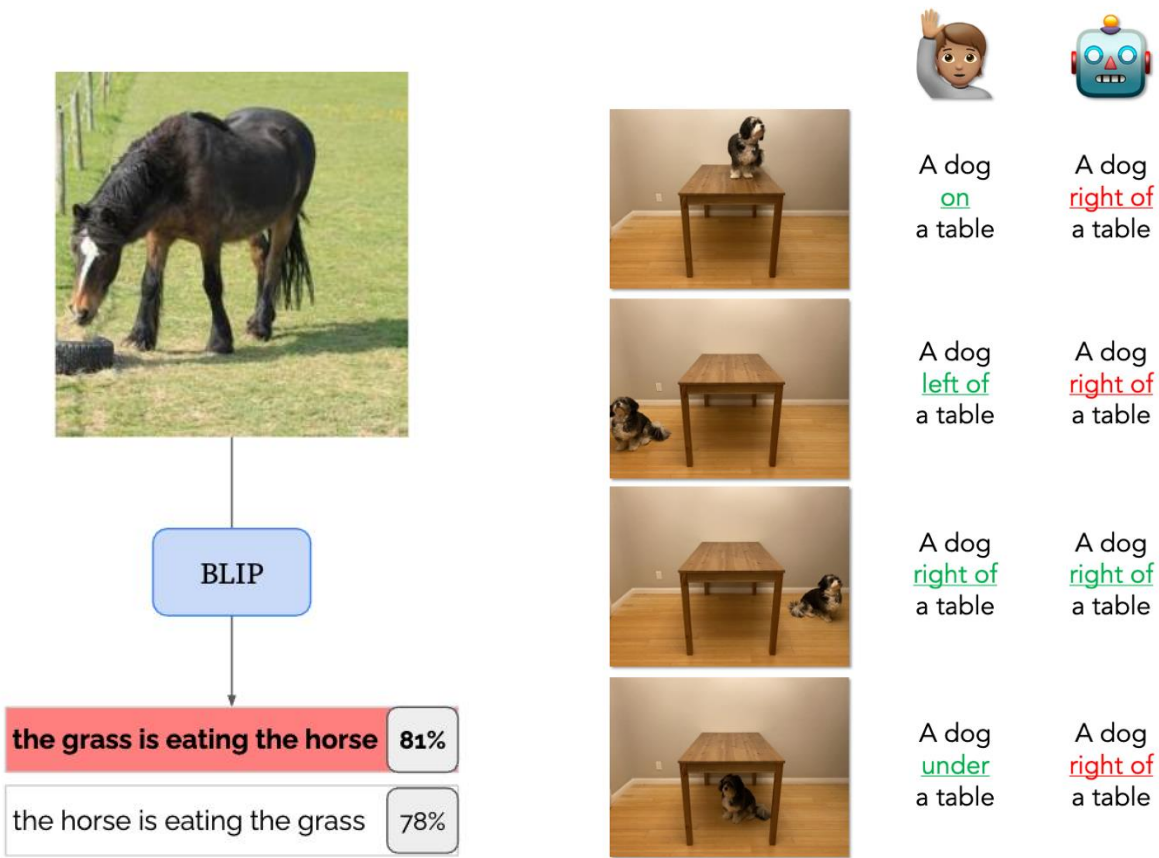 BLIP
the grass is eating the horse 81%
the horse is eating the grass 78%
A dog
on
a table
A dog
right of
a table
A dog
left of
a table
A dog
right of
a table
A dog
right of
a table
A dog
right of
a table
A dog
under
a table
A dog
right of
a table